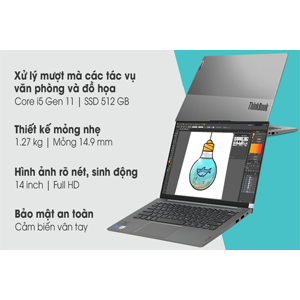 Xử lý mượt mà các tác vụ
văn phòng và đồ họa
Core i5 Gen 11 | SSD 512 GB
Thiết kế mỏng nhẹ
1.27 kg | Mỏng 14.9 mm
Hình ảnh rõ nét, sinh động
14 inch | Full HD
Bảo mật an toàn
Cảm biến vân tay
ThinkBook